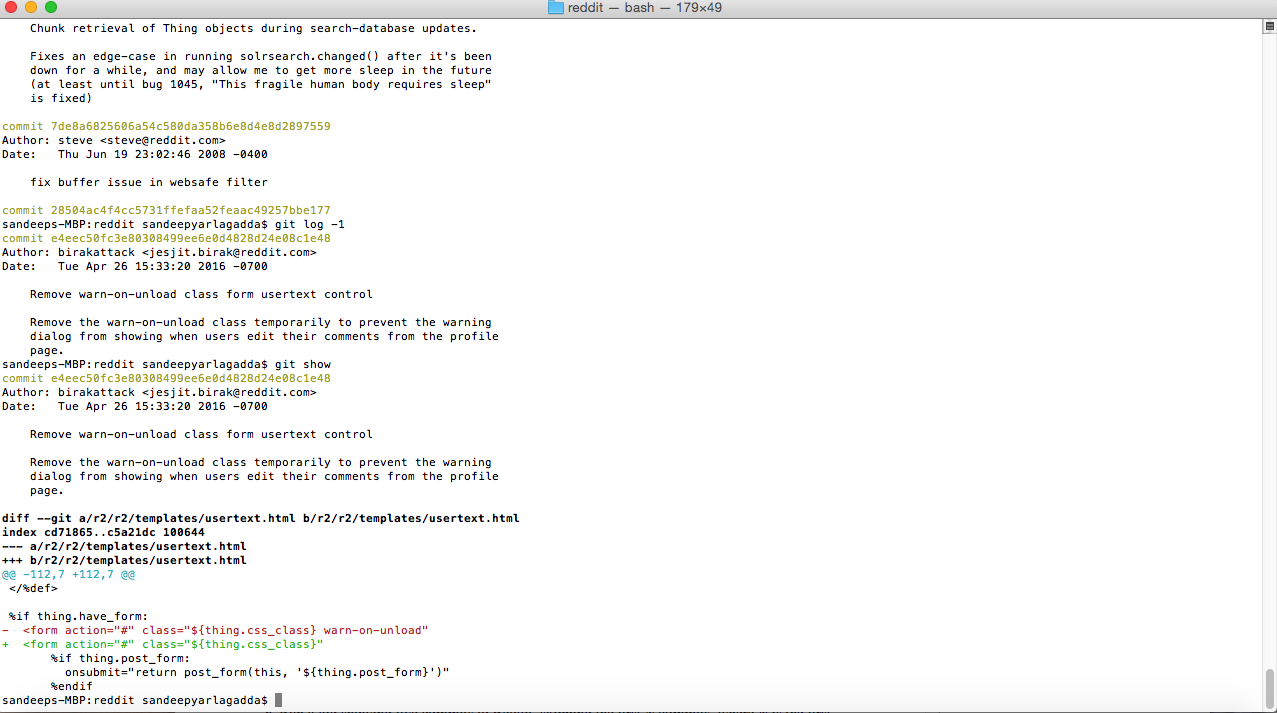 reddit — bash — 179×49
Chunk retrieval of Thing objects during search-database updates.
Fixes an edge-case in running solrsearch.changed() after it's been
down for a while, and may allow me to get more sleep in the future
(at least until bug 1045, "This fragile human body requires sleep"
is fixed)
commit 7de8a6825606a54c580da358b6e8d4e8d2897559
Author: steve <steve@reddit.com>
Date:   Thu Jun 19 23:02:46 2008 -0400
fix buffer issue in websafe filter
commit 28504ac4f4cc5731ffefaa52feaac49257bbe177
sandeeps-MBP:reddit sandeepyarlagadda$ git log -1
commit e4eec50fc3e80308499ee6e0d4828d24e08c1e48
Author: birakattack <jesjit.birak@reddit.com>
Date:   Tue Apr 26 15:33:20 2016 -0700
Remove warn-on-unload class form usertext control
Remove the warn-on-unload class temporarily to prevent the warning
dialog from showing when users edit their comments from the profile
page.
sandeeps-MBP:reddit sandeepyarlagadda$ git show
commit e4eec50fc3e80308499ee6e0d4828d24e08c1e48
Author: birakattack <jesjit.birak@reddit.com>
Date:   Tue Apr 26 15:33:20 2016 -0700
Remove warn-on-unload class form usertext control
Remove the warn-on-unload class temporarily to prevent the warning
dialog from showing when users edit their comments from the profile
page.
diff --git a/r2/r2/templates/usertext.html b/r2/r2/templates/usertext.html
index cd71865..c5a21dc 100644
--- a/r2/r2/templates/usertext.html
+++ b/r2/r2/templates/usertext.html
@@ -112,7 +112,7 @@
</%def>
%if thing.have_form:
-  <form action="#" class="${thing.css_class} warn-on-unload"
+  <form action="#" class="${thing.css_class}"
%if thing.post_form:
onsubmit="return post_form(this, '${thing.post_form}')"
%endif
sandeeps-MBP:reddit sandeepyarlagadda$